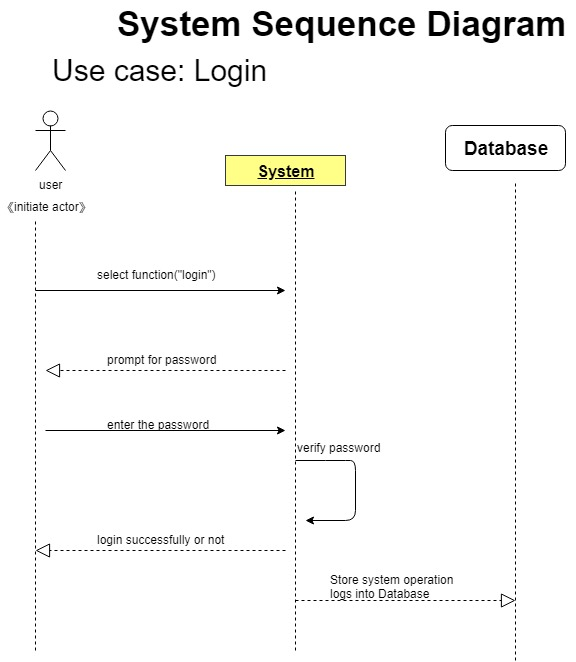 System Sequence Diagram
Use case: Login
Database
System
user
《initiate actor》
select function("login")
prompt for password
enter the password
verify password
login successfully or not
Store system operation
logs into Database